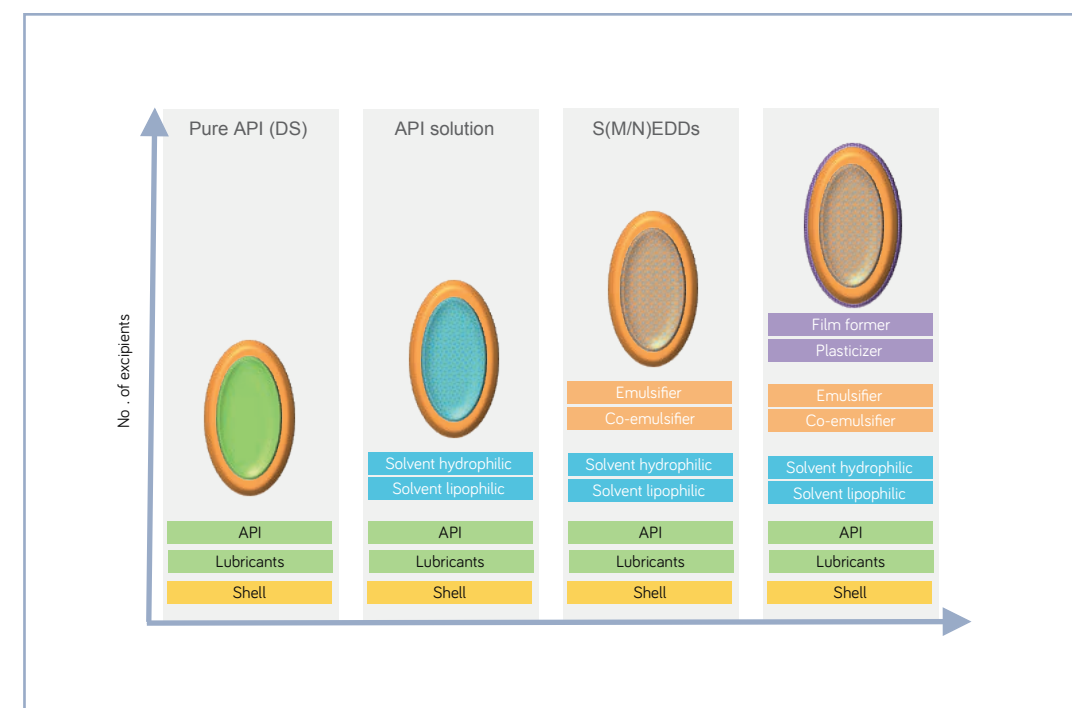 Pure API (DS)
API solution
S(M/N)EDDs
No . of excipients
API
Lubricants
Shell
Solvent hydrophilic
Solvent lipophilic
API
Lubricants
Shell
Emulsifier
Co-emulsifier
Solvent hydrophilic
Solvent lipophilic
API
Lubricants
Shell
Film former
Plasticizer
Emulsifier
Co-emulsifier
Solvent hydrophilic
Solvent lipophilic
API
Lubricants
Shell